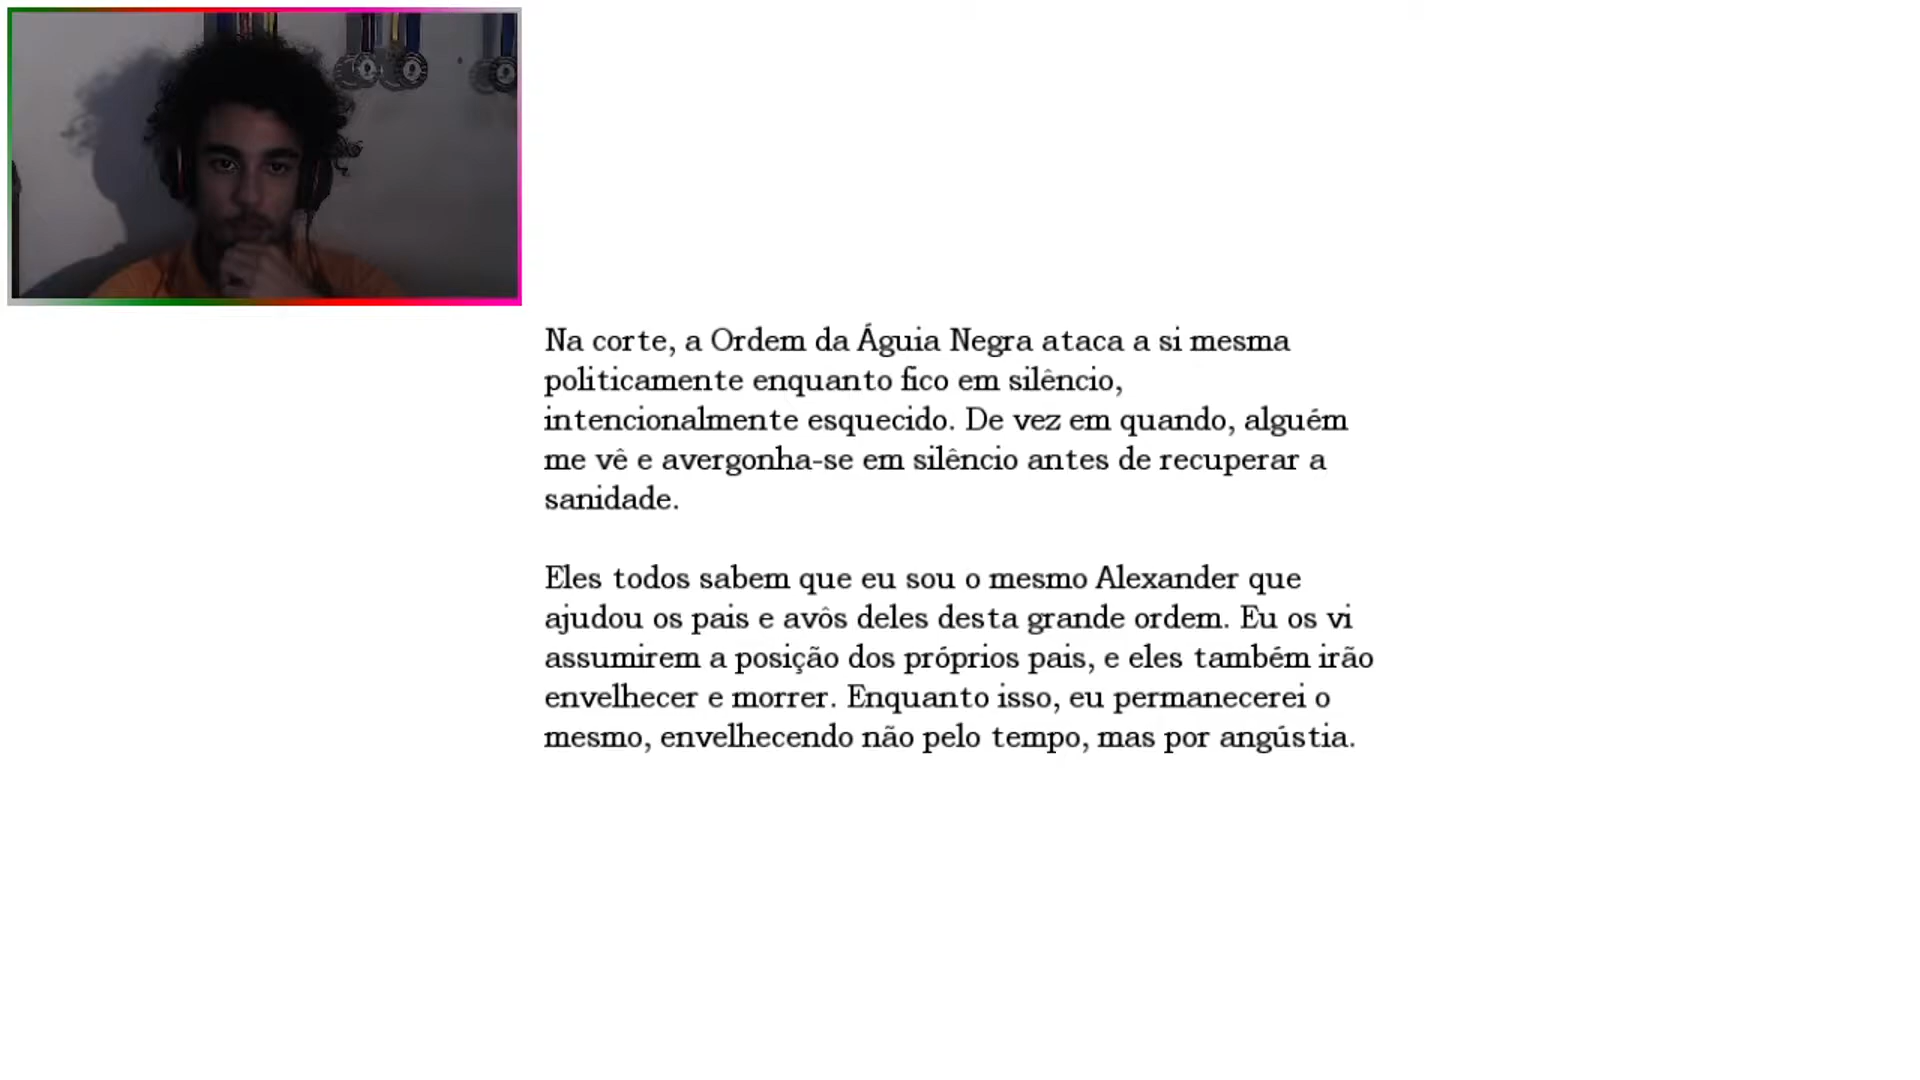 Na corte, a Ordem da Águia Negra ataca a si mesma
politicamente enquanto fico em silêncio,
intencionalmente esquecido. De vez em quando, alguém
me vê e avergonha-se em silêncio antes de recuperar a
sanidade.
Eles todos sabem que eu sou o mesmo Alexander que
ajudou os pais e avôs deles desta grande ordem. Eu os vi
assumirem a posição dos próprios pais, e eles também irão
envelhecer e morrer. Enquanto isso, eu permanecerei o
mesmo, envelhecendo não pelo tempo, mas por angústia.